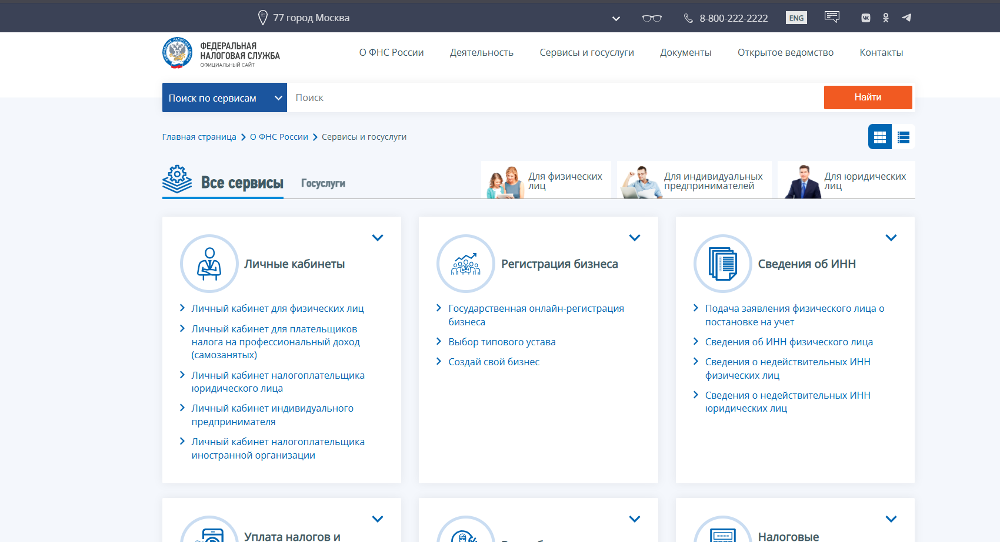 77 город Москва
8-800-222-2222
ENG
ФЕДЕРАЛЬНАЯ
НАЛОГОВАЯ СЛУЖБА
ОФИЦИАЛЬНЫЙ САЙТ
О ФНС России
Деятельность
Сервисы и госуслуги
Документы
Открытое ведомство
Контакты
Поиск по сервисам
Поиск
Найти
Главная страница
О ФНС России
Сервисы и госуслуги
Все сервисы
Госуслуги
Для физических
лиц
Для индивидуальных
предпринимателей
Для юридических
лиц
Личные кабинеты
Личный кабинет для физических лиц
Личный кабинет для плательщиков
налога на профессиональный доход
(самозанятых)
Личный кабинет налогоплательщика
юридического лица
Личный кабинет индивидуального
предпринимателя
Личный кабинет налогоплательщика
иностранной организации
Регистрация бизнеса
Государственная онлайн-регистрация
бизнеса
Выбор типового устава
Создай свой бизнес
Сведения об ИНН
Подача заявления физического лица о
постановке на учет
Сведения об ИНН физического лица
Сведения о недействительных ИНН
физических лиц
Сведения о недействительных ИНН
юридических лиц
Уплата налогов и
Налоговые